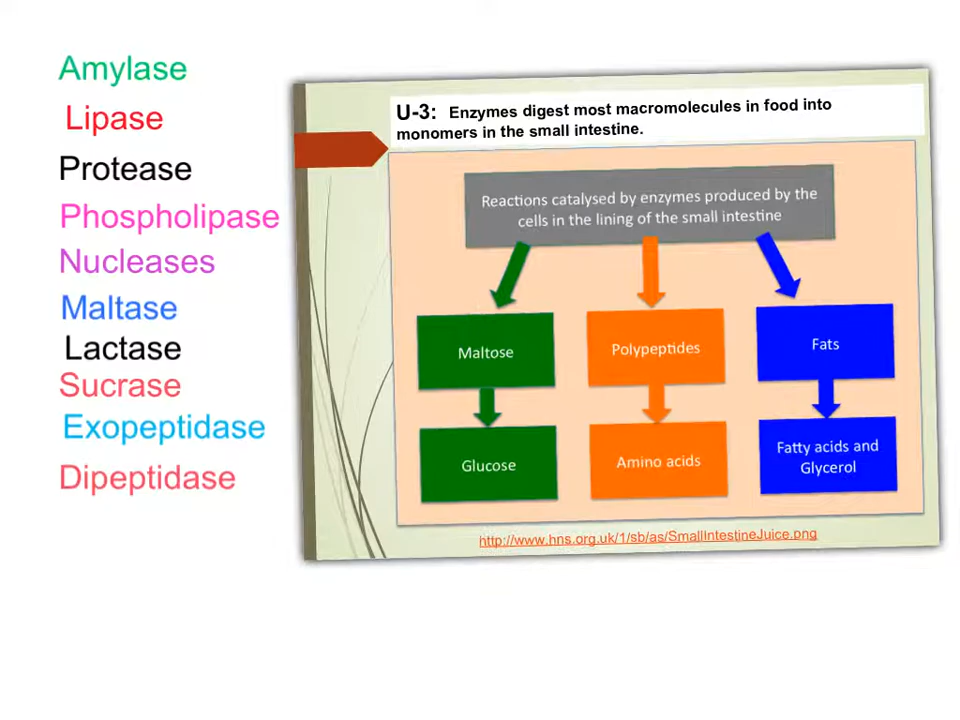 Amylase
Lipase
Protease
Phospholipase
Nucleases
Maltase
Lactase
Sucrase
Exopeptidase
Dipeptidase
U-3: Enzymes digest most macromolecules in food into
monomers in the small intestine.
Reactions catalysed by enzymes produced by the
cells in the lining of the small intestine
Maltose
Polypeptides
Fats
Glucose
Amino acids
Fatty acids and
Glycerol
http://www.hns.org.uk/1/sb/as/SmallIntestineJuice.png